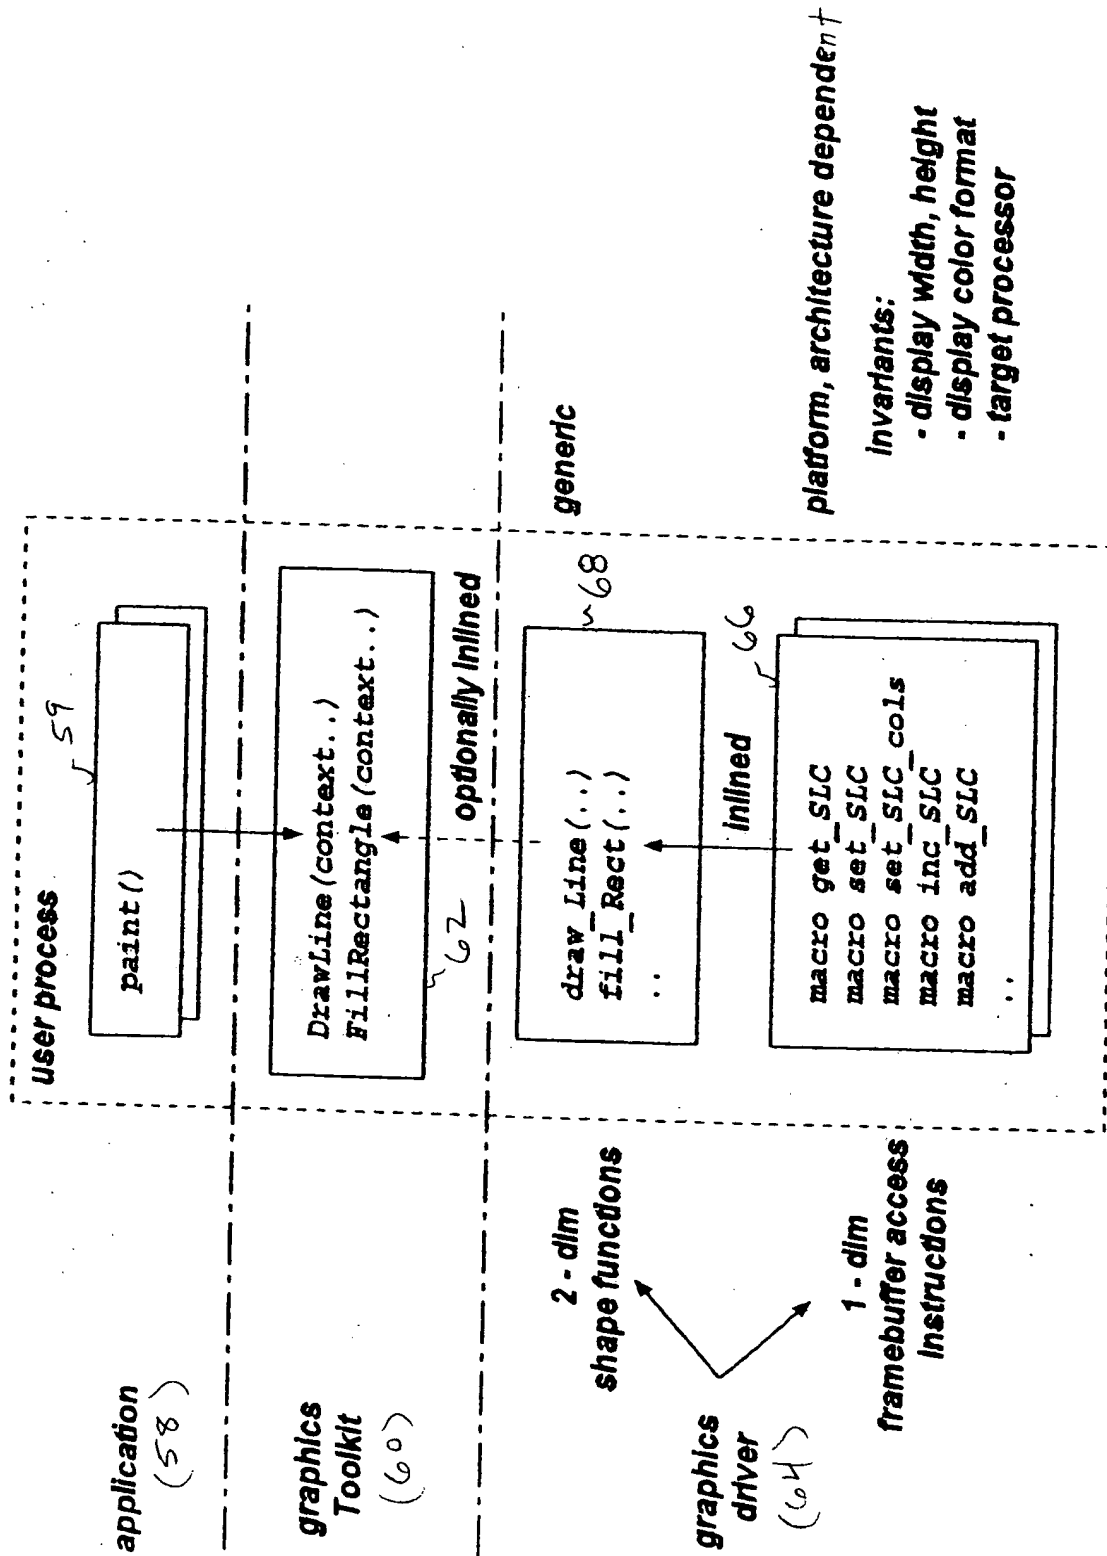 user process
application
(58)
59
paint()
graphics
Toolkit
(60)
DrawLine(context..)
FillRectangle(context..)
62
optionally inlined
graphics
driver
(64)
2 - dim
shape functions
draw_Line(..)
fill_Rect(..)
..
68
generic
inlined
1 - dim
framebuffer access
instructions
66
macro get_SLC
macro set_SLC
macro set_SLC_cols
macro inc_SLC
macro add_SLC
..
platform, architecture dependent
invariants:
- display width, height
- display color format
- target processor